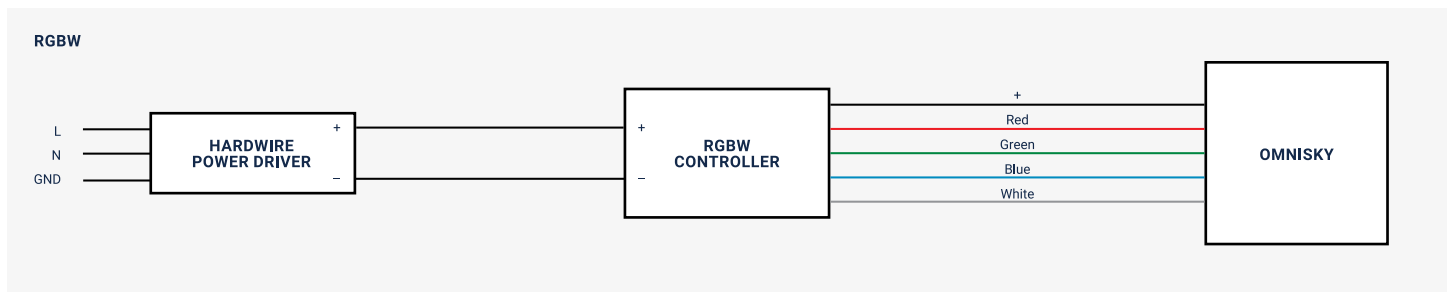 RGBW
L
N
GND
HARDWIRE
POWER DRIVER
+
–
+
–
RGBW
CONTROLLER
+
Red
Green
Blue
White
OMNISKY